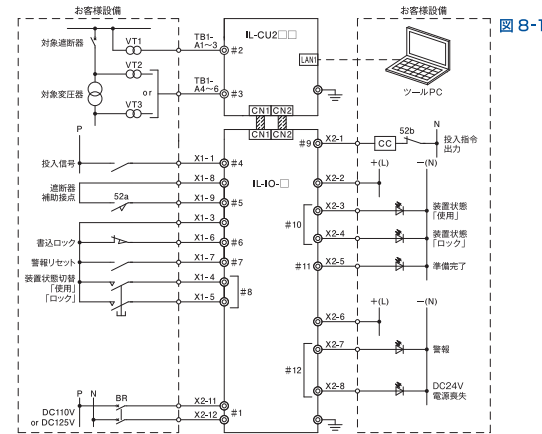 お客様設備
お客様設備
図 8-1
対象遮断器
VT1
TB1-
A1~3
#2
IL-CU2□□
LAN1
ツールPC
VT2
対象変圧器
or
TB1-
A4~6
#3
VT3
CN1 CN2
CN1 CN2
IL-IO-□
P
投入信号
X1-1
#4
遮断器
補助接点
X1-8
52a
X1-9
#5
X1-3
書込ロック
X1-6
#6
警報リセット
X1-7
#7
装置状態切替
「使用」
「ロック」
X1-4
X1-5
#8
P
N
BR
DC110V
or DC125V
X2-11
X2-12
#1
#9
X2-1
CC
52b
N
投入指令
出力
X2-2
+(L)
−(N)
#10
X2-3
装置状態
「使用」
X2-4
装置状態
「ロック」
#11
X2-5
準備完了
X2-6
+(L)
−(N)
#12
X2-7
警報
X2-8
DC24V
電源喪失